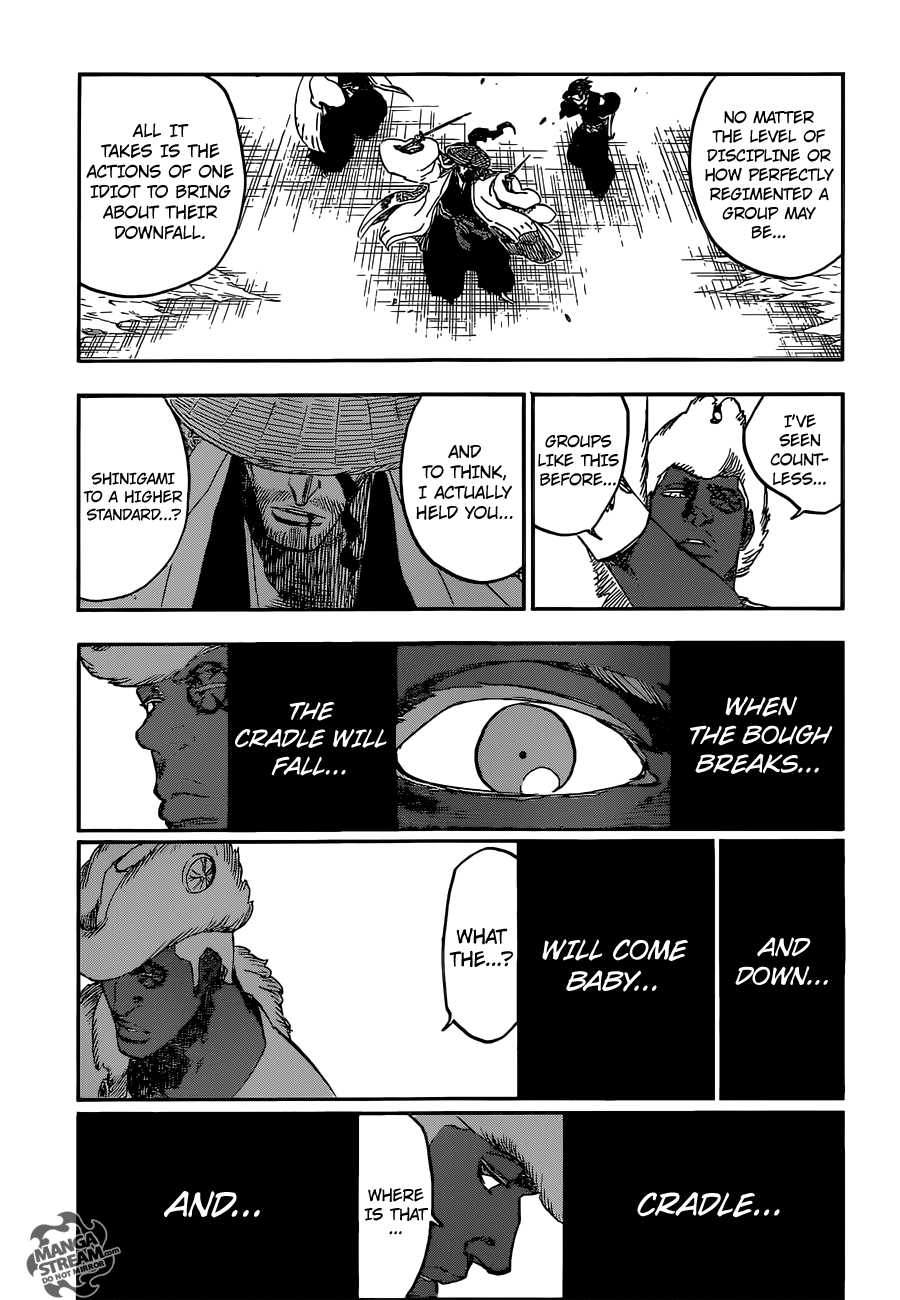 NO MATTER
THE LEVEL OF
DISCIPLINE OR
HOW PERFECTLY
REGIMENTED A
GROUP MAY
BE...
ALL IT
TAKES IS THE
ACTIONS OF ONE
IDIOT TO BRING
ABOUT THEIR
DOWNFALL.
I'VE
SEEN
COUNT-
LESS...
GROUPS
LIKE THIS
BEFORE...
AND
TO THINK,
I ACTUALLY
HELD YOU...
SHINIGAMI
TO A HIGHER
STANDARD...?
WHEN
THE BOUGH
BREAKS...
THE
CRADLE WILL
FALL...
AND
DOWN...
WILL COME
BABY...
WHAT
THE...?
CRADLE...
WHERE
IS THAT
...
AND...
MANGA
STREAM.com
DO NOT MIRROR